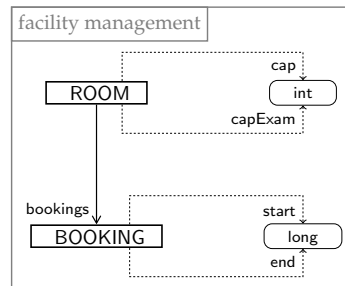 facility management
cap
ROOM
int
capExam
bookings
start
BOOKING
long
end